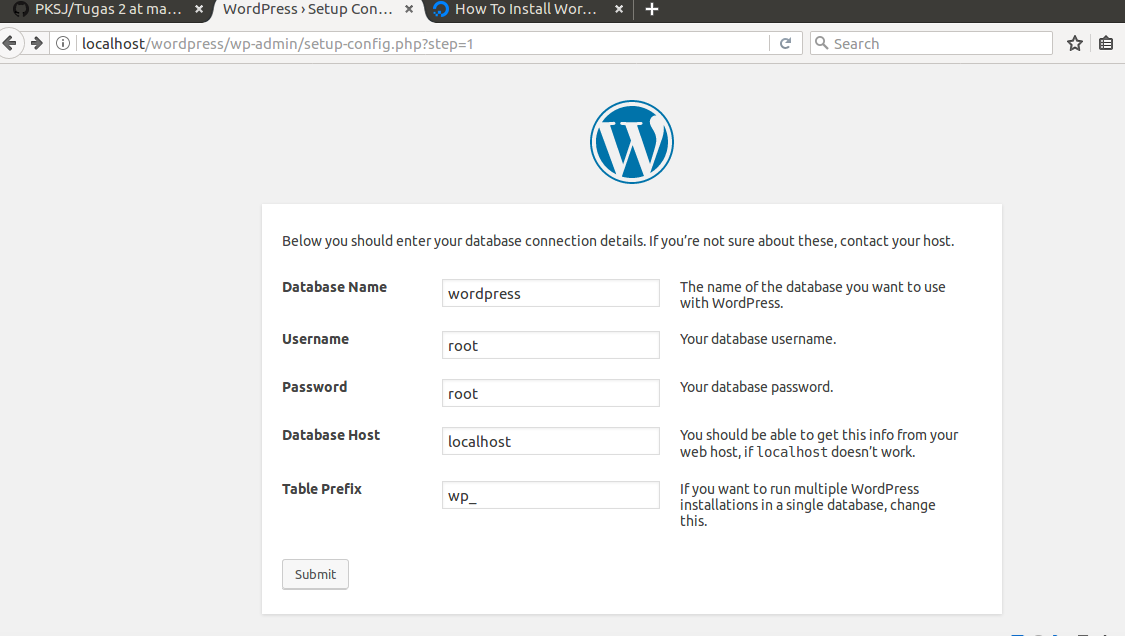 PKSJ/Tugas 2 at ma... × WordPress › Setup Con... × How To Install Wor... × +
localhost/wordpress/wp-admin/setup-config.php?step=1 Search
Below you should enter your database connection details. If you're not sure about these, contact your host.
Database Name wordpress The name of the database you want to use
with WordPress.
Username root Your database username.
Password root Your database password.
Database Host localhost You should be able to get this info from your
web host, if localhost doesn't work.
Table Prefix wp_ If you want to run multiple WordPress
installations in a single database, change
this.
Submit